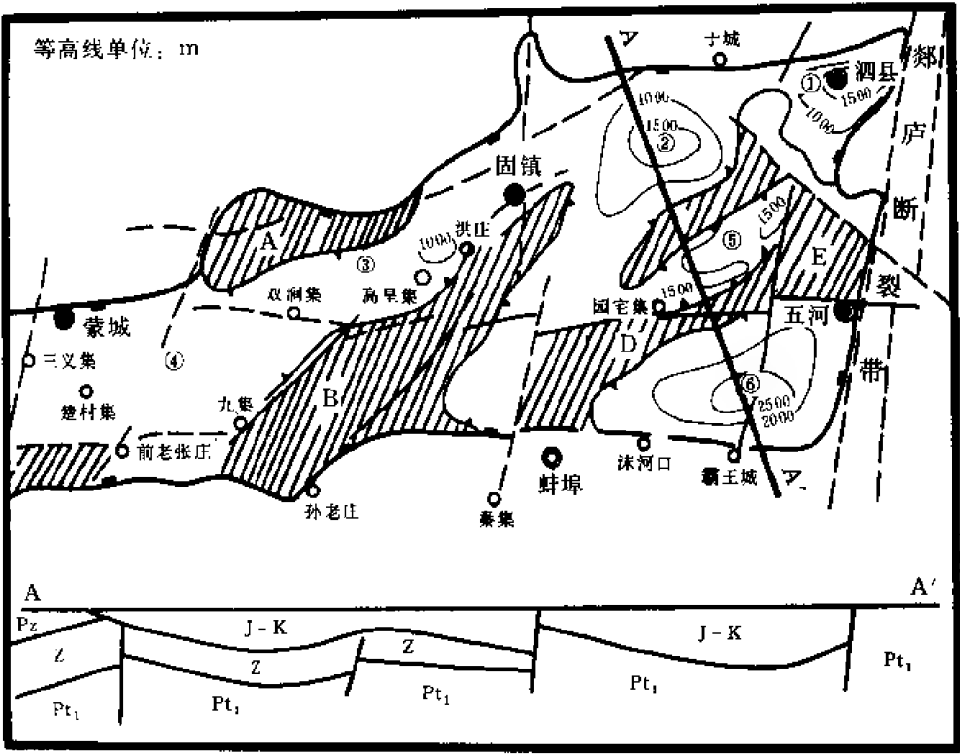 等高线单位：m
A
于城
①
泗县
1500
1000
郯
庐
断
裂
带
1000
1500
②
固镇
A
洪庄
1000
③
双涧集
高皇集
1500
⑤
E
1500
园宅集
五河
蒙城
三义集
④
楚村集
D
B
九集
⑥
2500
2000
前老张庄
沫河口
霸王城
A'
蚌埠
孙老庄
秦集
A
A'
Pz
J-K
J-K
Z
Z
Z
Pt₁
Pt₁
Pt₁
Pt₁
Pt₁